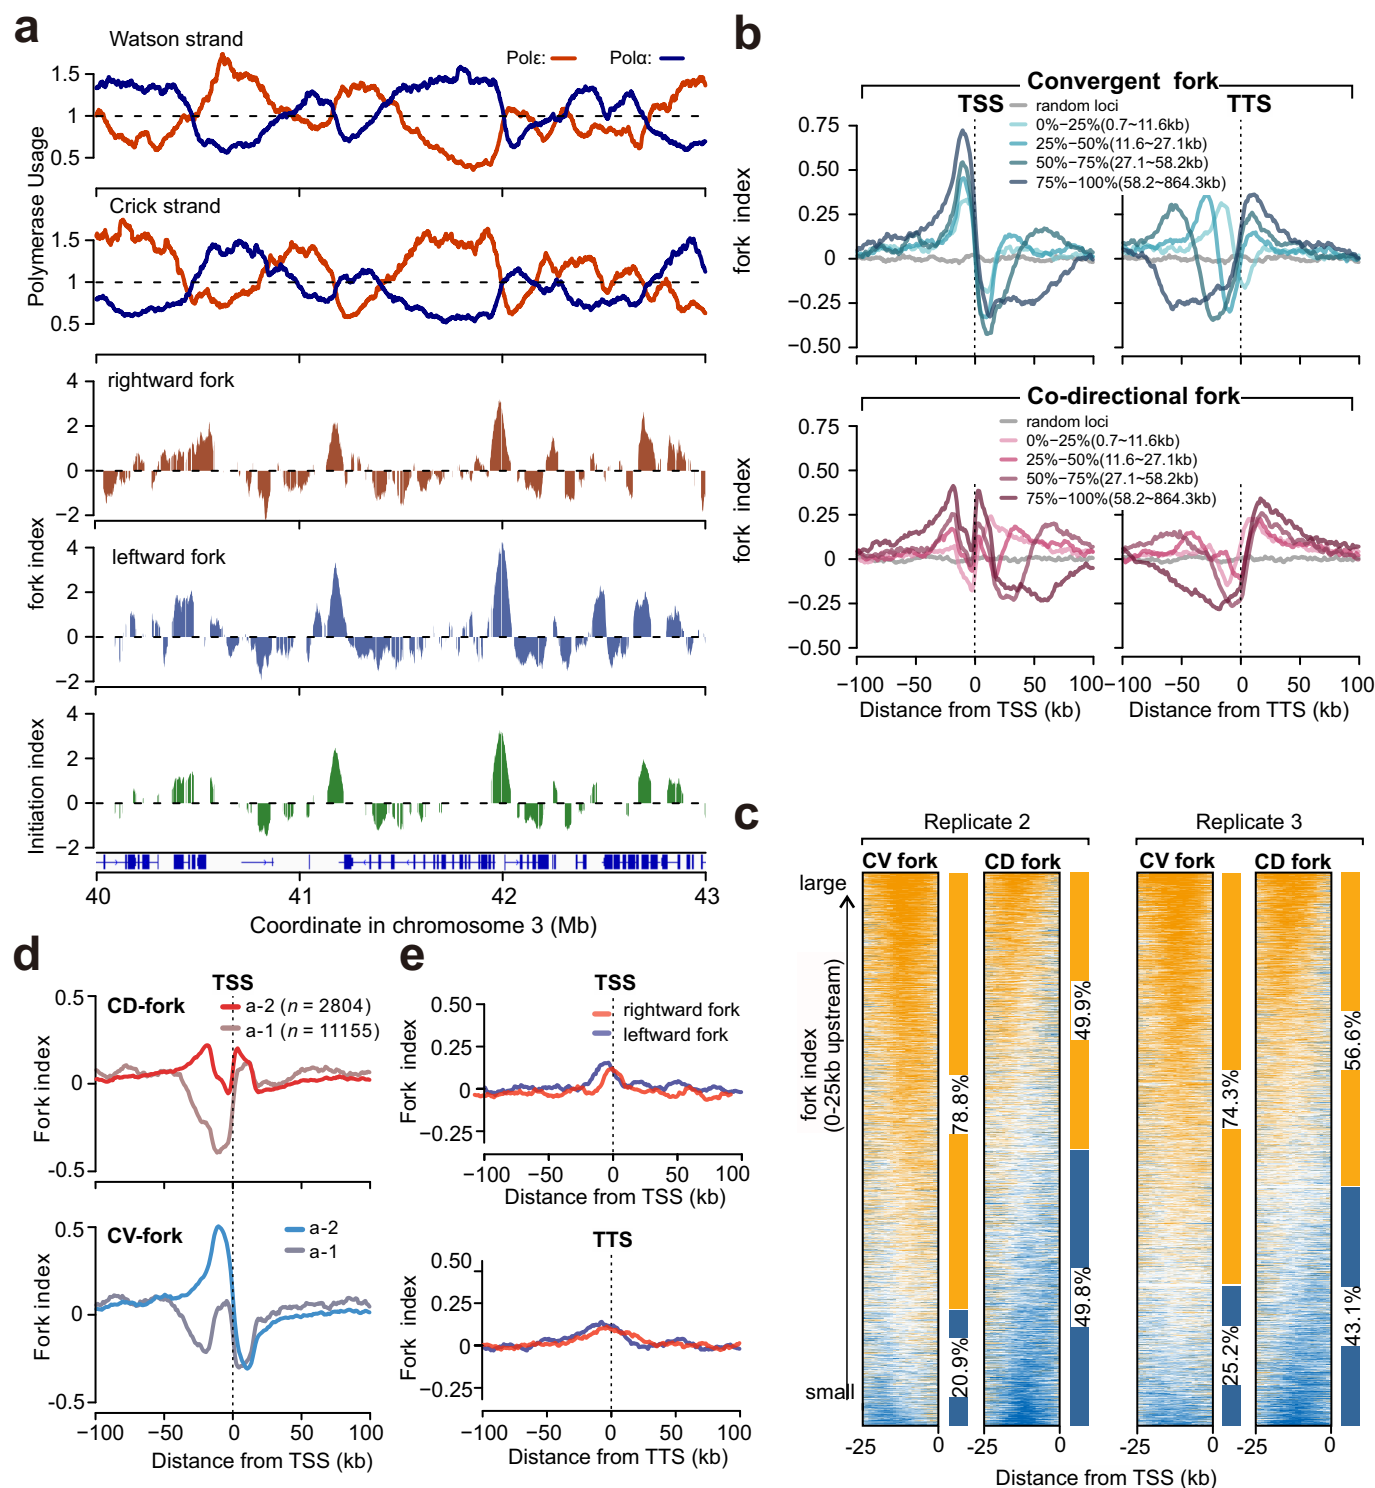 a
Watson strand
Polε:
Polα:
1.5
1
0.5
Polymerase Usage
Crick strand
1.5
1
0.5
rightward fork
4
2
0
−2
fork index
leftward fork
4
2
0
−2
Initiation index
4
2
0
−2
40
41
42
43
Coordinate in chromosome 3 (Mb)
b
Convergent fork
TSS
TTS
random loci
0%−25%(0.7~11.6kb)
25%−50%(11.6~27.1kb)
50%−75%(27.1~58.2kb)
75%−100%(58.2~864.3kb)
fork index
0.75
0.50
0.25
0
−0.25
−0.50
Co-directional fork
random loci
0%−25%(0.7~11.6kb)
25%−50%(11.6~27.1kb)
50%−75%(27.1~58.2kb)
75%−100%(58.2~864.3kb)
fork index
0.75
0.50
0.25
0
−0.25
−0.50
−100 −50 0 50 100
−100 −50 0 50 100
Distance from TSS (kb)
Distance from TTS (kb)
c
Replicate 2
Replicate 3
CV fork
CD fork
CV fork
CD fork
large
fork index
(0-25kb upstream)
small
78.8%
20.9%
49.9%
49.8%
74.3%
25.2%
56.6%
43.1%
-25 0 -25 0
-25 0 -25 0
Distance from TSS (kb)
d
TSS
CD-fork
a-2 (n = 2804)
a-1 (n = 11155)
Fork index
0.5
0
-0.5
CV-fork
a-2
a-1
Fork index
0.5
0
-0.5
−100 −50 0 50 100
Distance from TSS (kb)
e
TSS
rightward fork
leftward fork
Fork index
0.50
0.25
0
−0.25
−100 −50 0 50 100
Distance from TSS (kb)
TTS
Fork index
0.50
0.25
0
−0.25
−100 −50 0 50 100
Distance from TTS (kb)